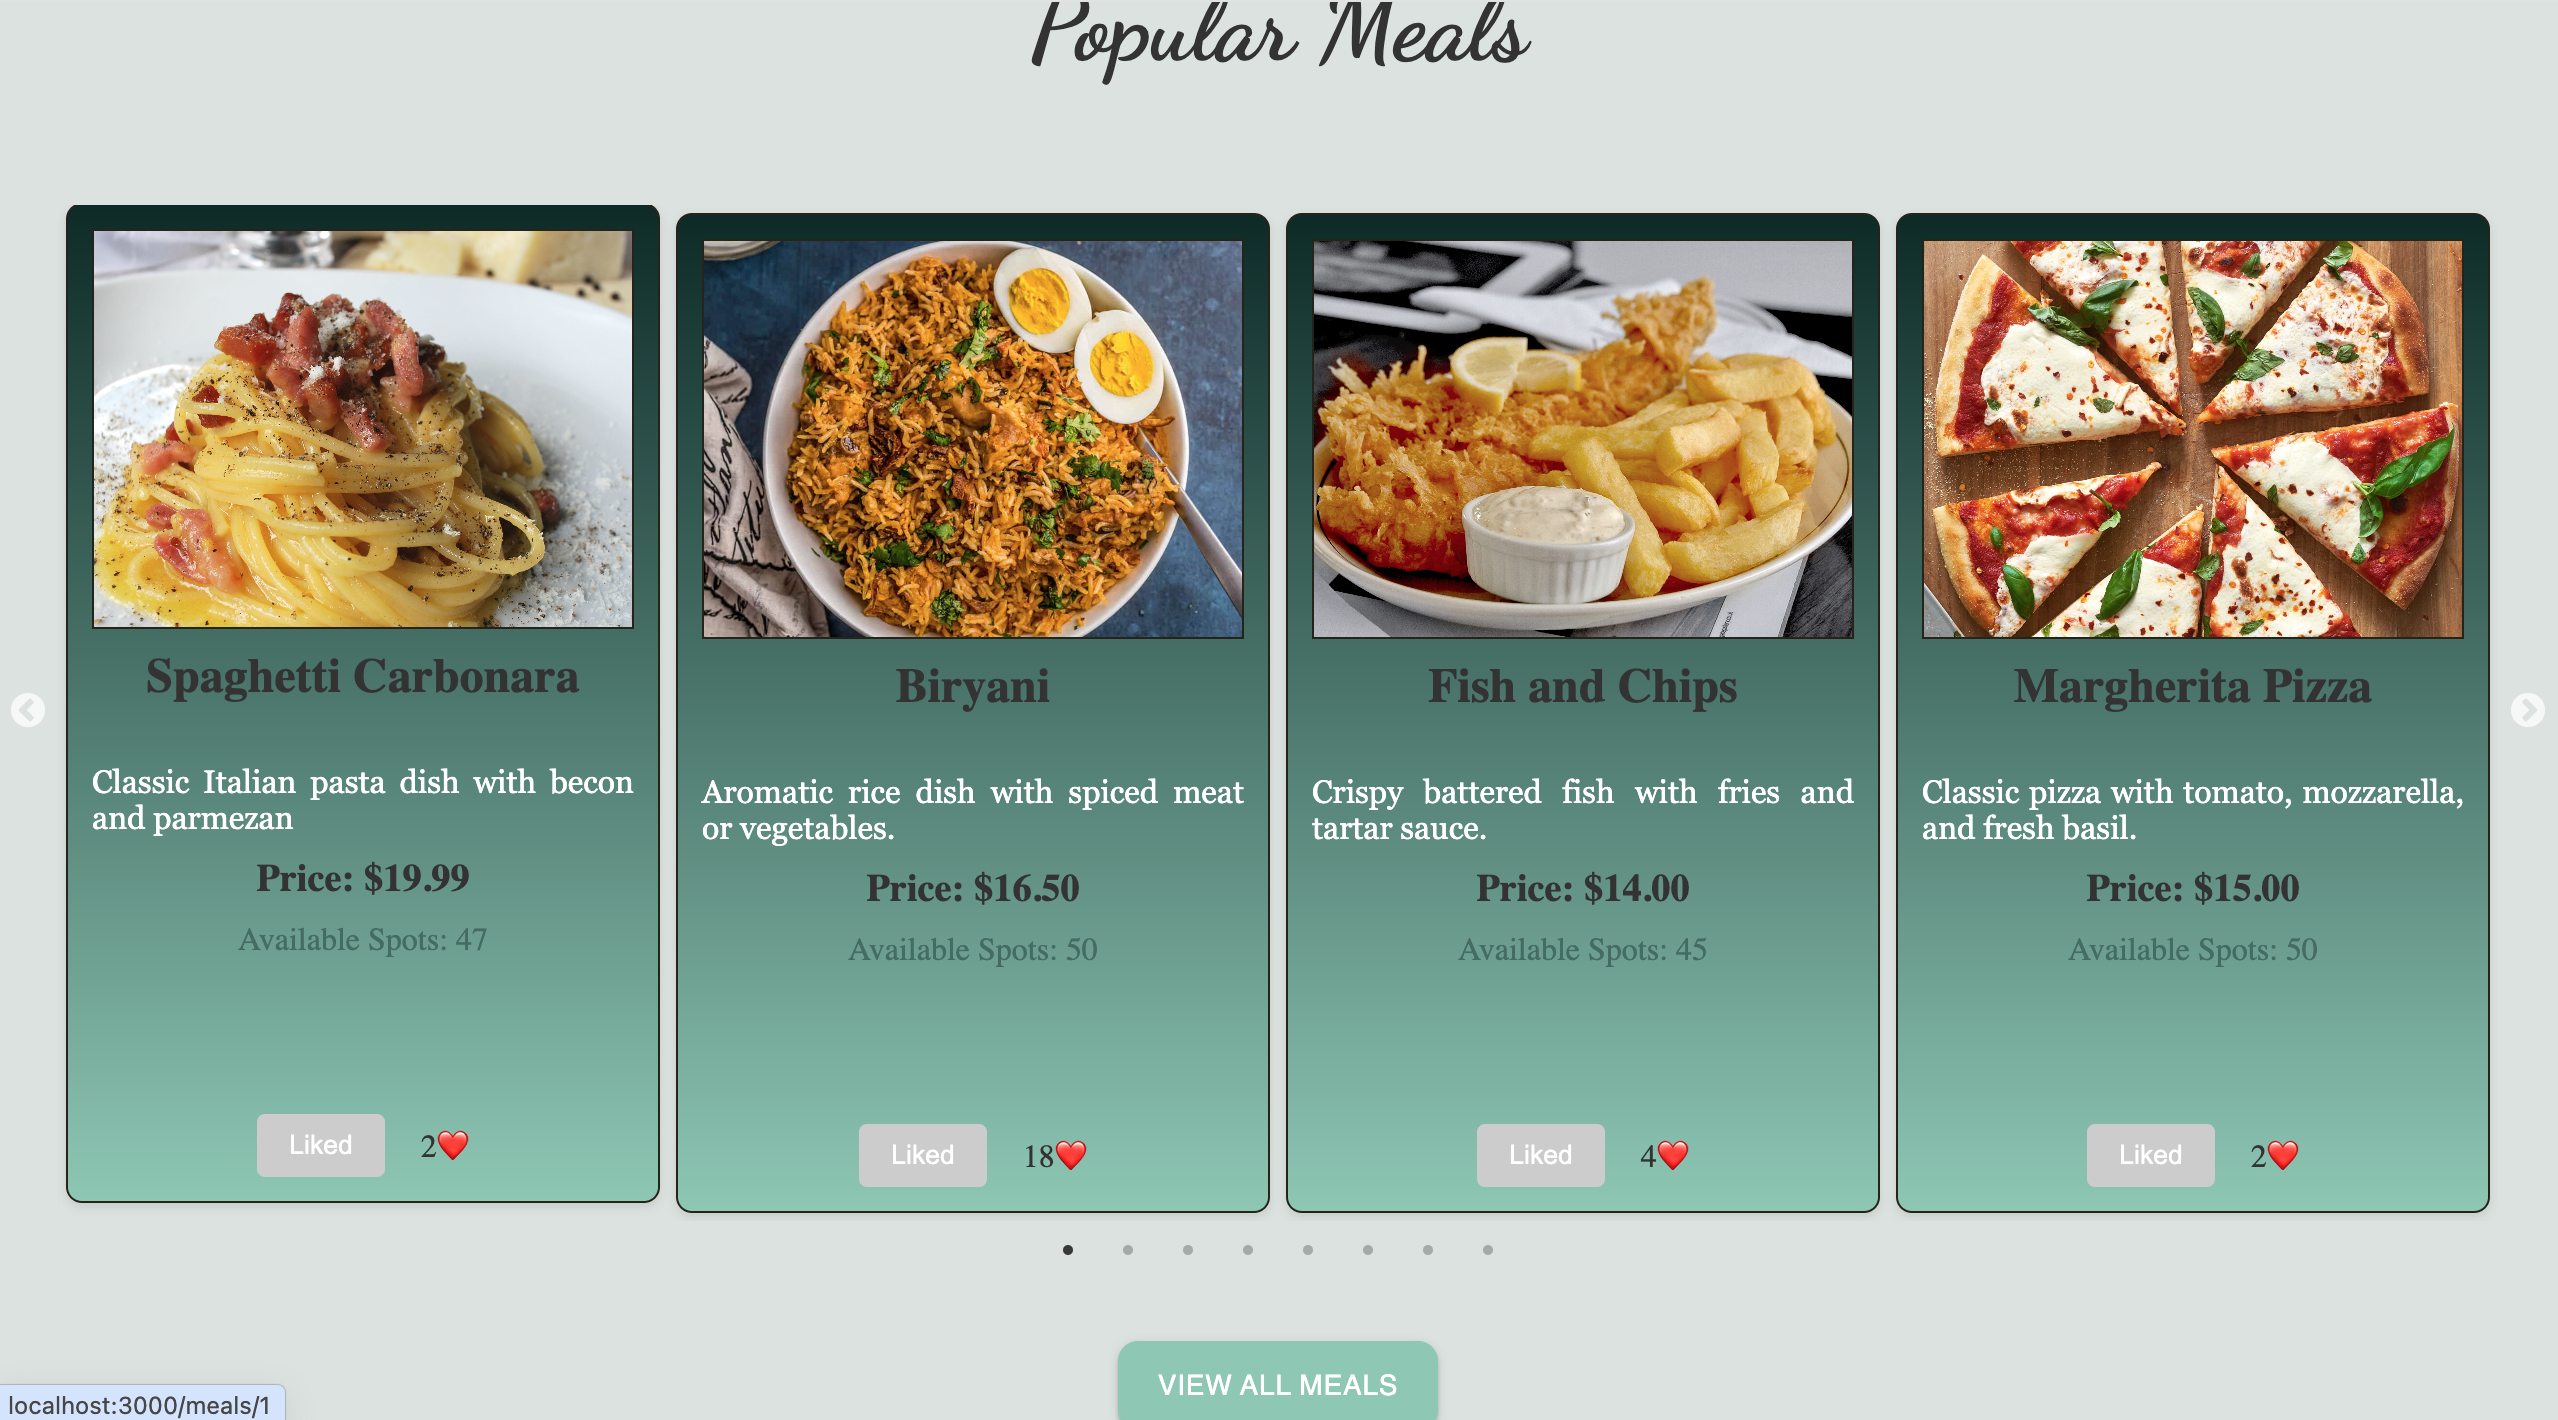 Popular Meals
Spaghetti Carbonara
Classic Italian pasta dish with becon
and parmezan
Price: $19.99
Available Spots: 47
Liked
2❤️
Biryani
Aromatic rice dish with spiced meat
or vegetables.
Price: $16.50
Available Spots: 50
Liked
18❤️
Fish and Chips
Crispy battered fish with fries and
tartar sauce.
Price: $14.00
Available Spots: 45
Liked
4❤️
Margherita Pizza
Classic pizza with tomato, mozzarella,
and fresh basil.
Price: $15.00
Available Spots: 50
Liked
2❤️
VIEW ALL MEALS
localhost:3000/meals/1